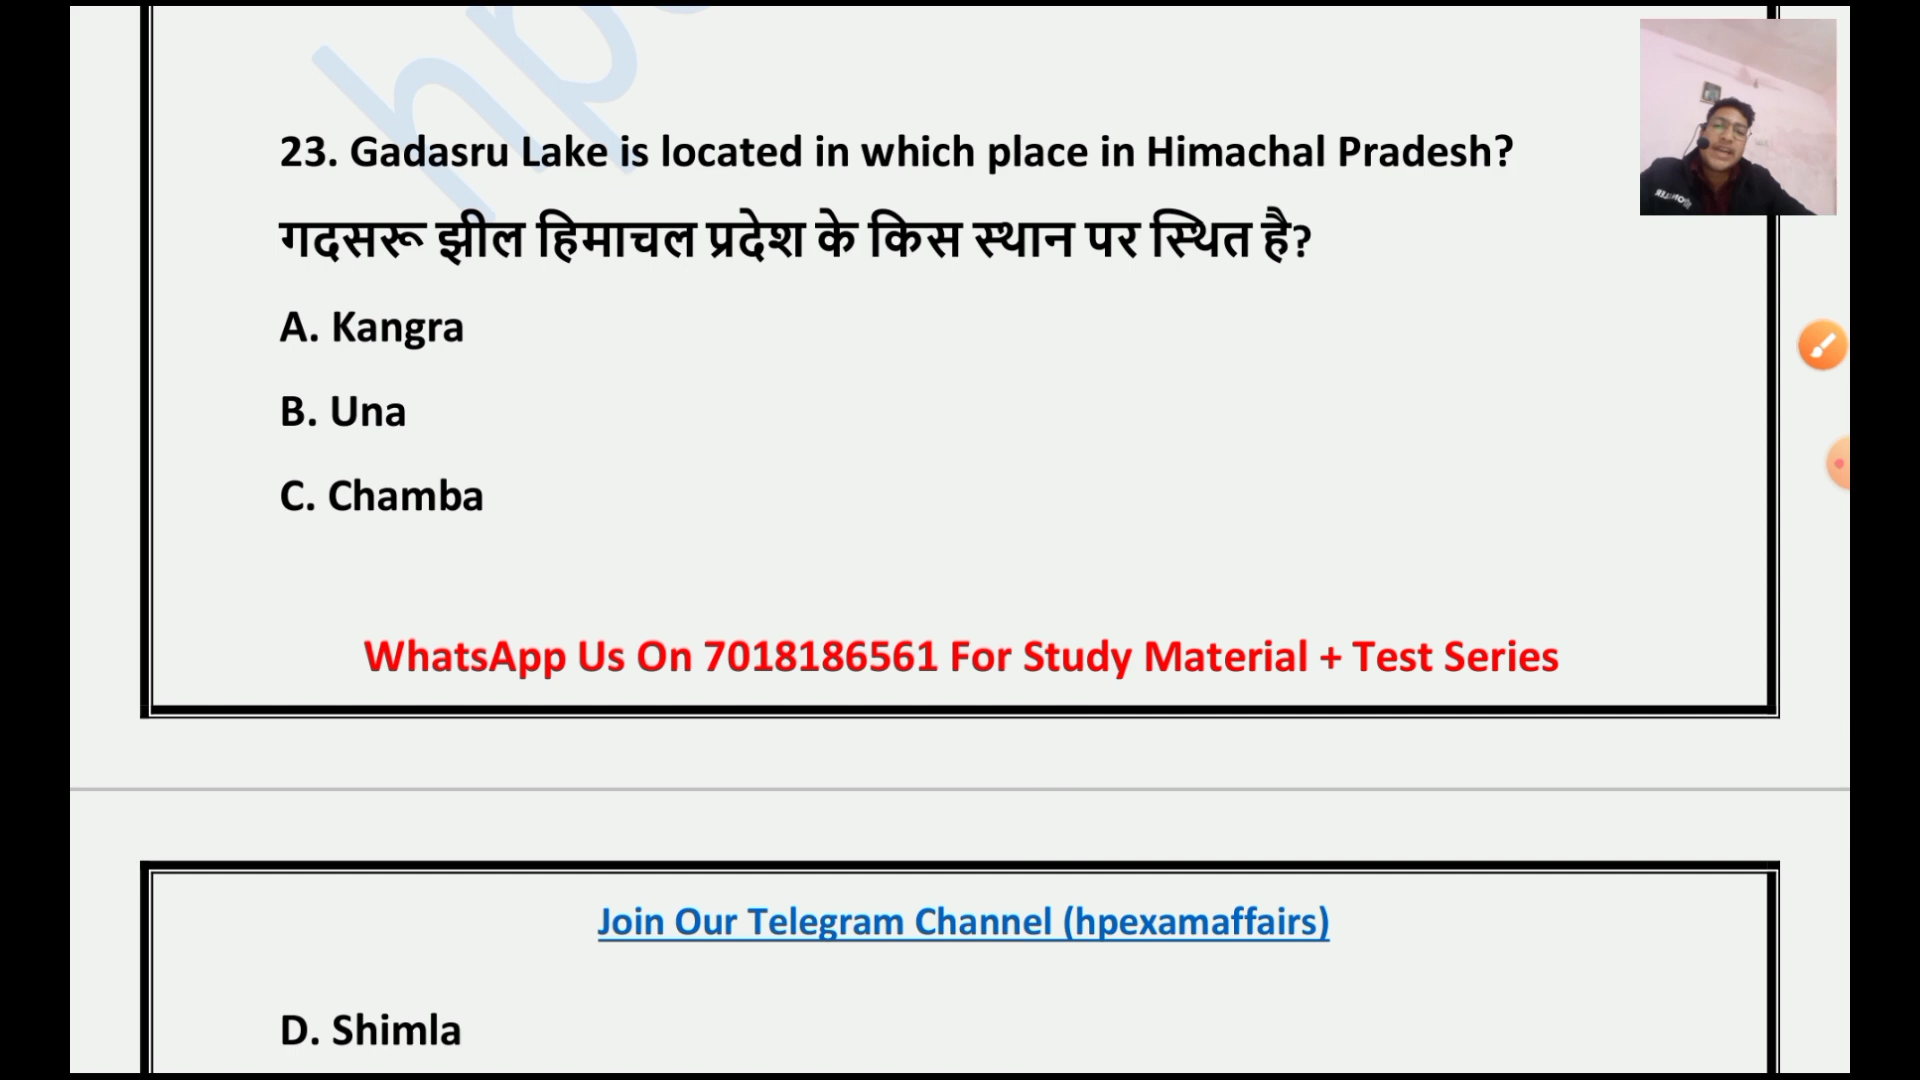 hp
23. Gadasru Lake is located in which place in Himachal Pradesh?
गदसरू झील हिमाचल प्रदेश के किस स्थान पर स्थित है?
A. Kangra
B. Una
C. Chamba
WhatsApp Us On 7018186561 For Study Material + Test Series
Join Our Telegram Channel (hpexamaffairs)
D. Shimla